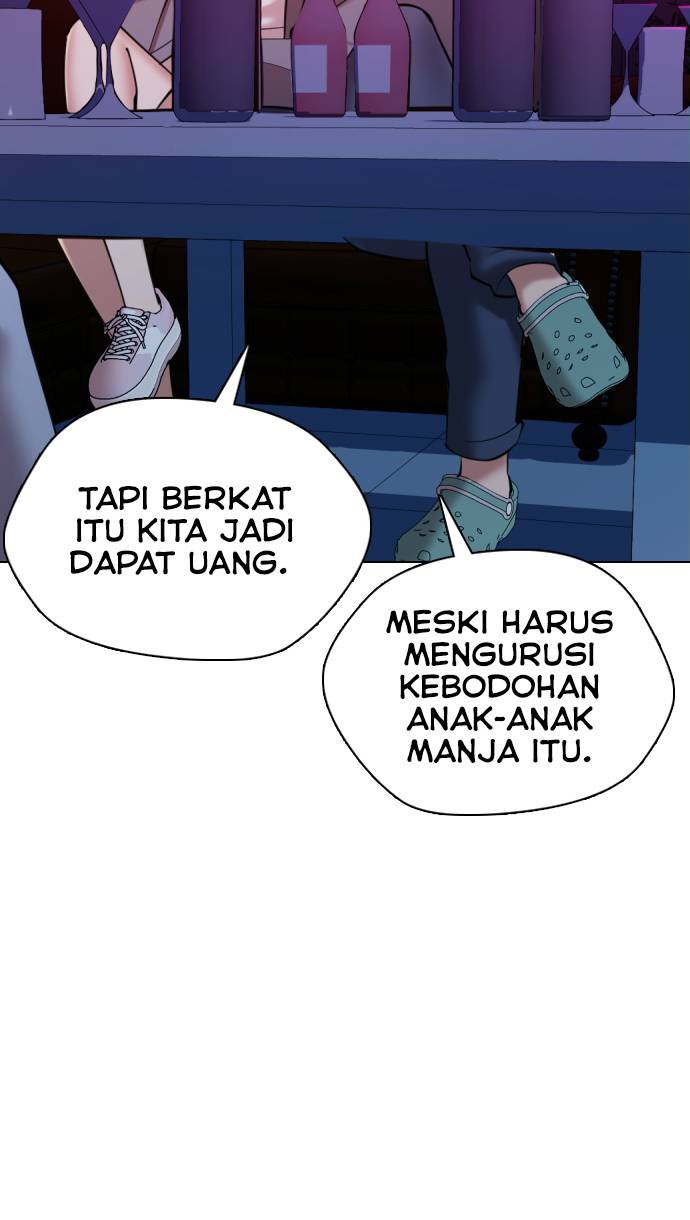 TAPI BERKAT
ITU KITA JADI
DAPAT UANG.
MESKI HARUS
MENGURUSI
KEBODOHAN
ANAK-ANAK
MANJA ITU.